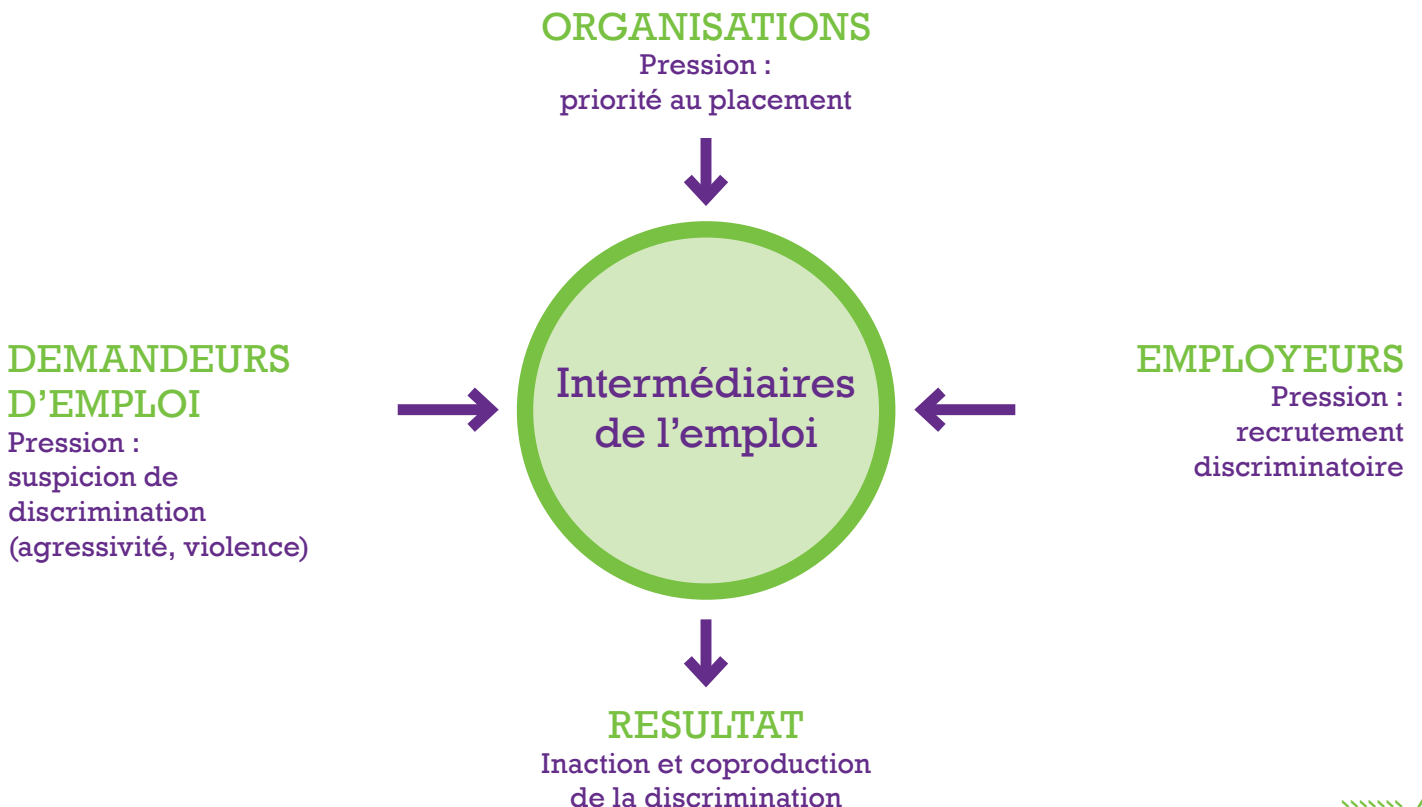 ORGANISATIONS
Pression :
priorité au placement
DEMANDEURS
D’EMPLOI
Pression :
suspicion de
discrimination
(agressivité, violence)
Intermédiaires
de l’emploi
EMPLOYEURS
Pression :
recrutement
discriminatoire
RESULTAT
Inaction et coproduction
de la discrimination